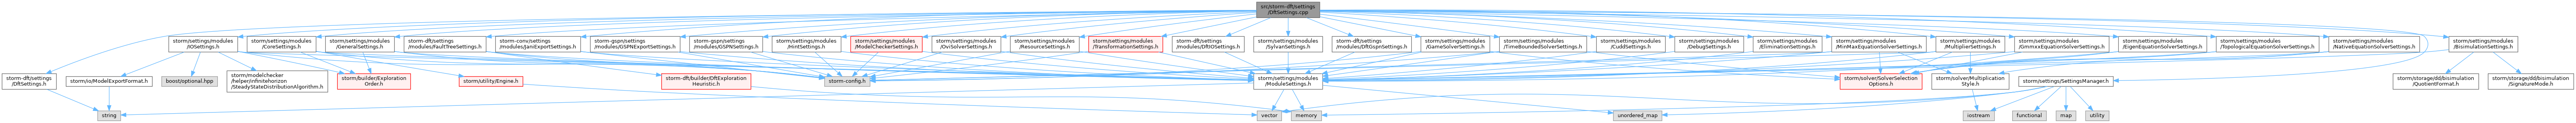 src/storm-dft/settings
/DftSettings.cpp
storm/settings/modules
/IOSettings.h
storm/settings/modules
/CoreSettings.h
storm/settings/modules
/GeneralSettings.h
storm-dft/settings
/modules/FaultTreeSettings.h
storm-conv/settings
/modules/JaniExportSettings.h
storm-gspn/settings
/modules/GSPNExportSettings.h
storm-gspn/settings
/modules/GSPNSettings.h
storm/settings/modules
/HintSettings.h
storm/settings/modules
/ModelCheckerSettings.h
storm/settings/modules
/OviSolverSettings.h
storm/settings/modules
/ResourceSettings.h
storm/settings/modules
/TransformationSettings.h
storm-dft/settings
/modules/DftIOSettings.h
storm/settings/modules
/SylvanSettings.h
storm-dft/settings
/modules/DftGspnSettings.h
storm/settings/modules
/GameSolverSettings.h
storm/settings/modules
/TimeBoundedSolverSettings.h
storm/settings/modules
/CuddSettings.h
storm/settings/modules
/DebugSettings.h
storm/settings/modules
/EliminationSettings.h
storm/settings/modules
/MinMaxEquationSolverSettings.h
storm/settings/modules
/MultiplierSettings.h
storm/settings/modules
/GmmxxEquationSolverSettings.h
storm/settings/modules
/EigenEquationSolverSettings.h
storm/settings/modules
/TopologicalEquationSolverSettings.h
storm/settings/modules
/NativeEquationSolverSettings.h
storm/settings/modules
/BisimulationSettings.h
storm-dft/settings
/DftSettings.h
storm/io/ModelExportFormat.h
boost/optional.hpp
storm/modelchecker
/helper/infinitehorizon
/SteadyStateDistributionAlgorithm.h
storm/builder/Exploration
Order.h
storm/utility/Engine.h
storm-dft/builder/DftExploration
Heuristic.h
storm-config.h
storm/settings/modules
/ModuleSettings.h
storm/solver/SolverSelection
Options.h
storm/solver/Multiplication
Style.h
storm/settings/SettingsManager.h
storm/storage/dd/bisimulation
/QuotientFormat.h
storm/storage/dd/bisimulation
/SignatureMode.h
string
vector
memory
unordered_map
iostream
functional
map
utility